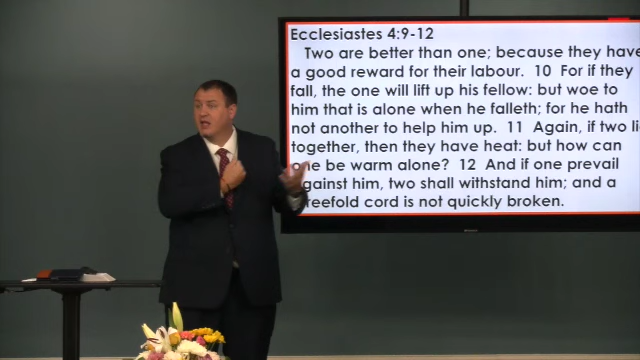 Ecclesiastes 4:9-12
Two are better than one; because they have
a good reward for their labour. 10 For if they
fall, the one will lift up his fellow: but woe to
him that is alone when he falleth; for he hath
not another to help him up. 11 Again, if two
together, then they have heat: but how can
one be warm alone? 12 And if one prevail
against him, two shall withstand him; and a
reefold cord is not quickly broken.